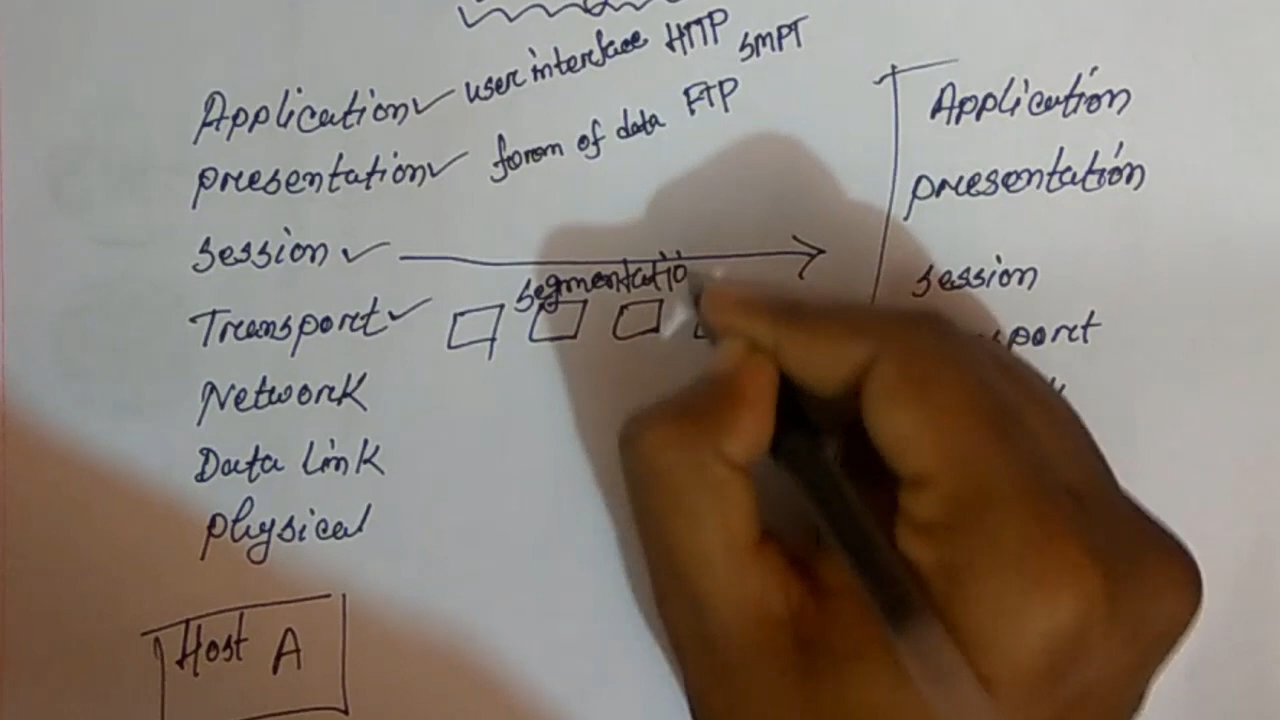 Application user interface HTTP SMPT
presentation form of data FTP
session
segmentatio
Transport
Network
Data Link
physical
Host A
Application
presentation
session